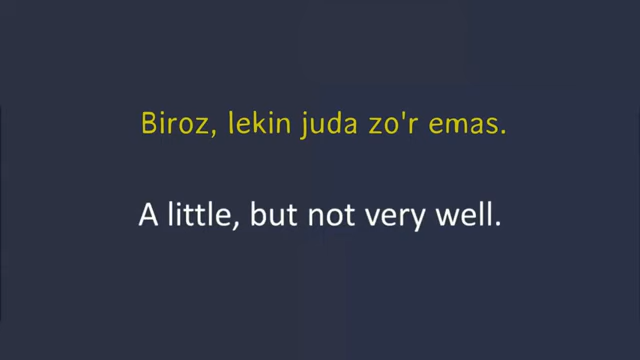 Biroz, lekin juda zo'r emas.
A little, but not very well.